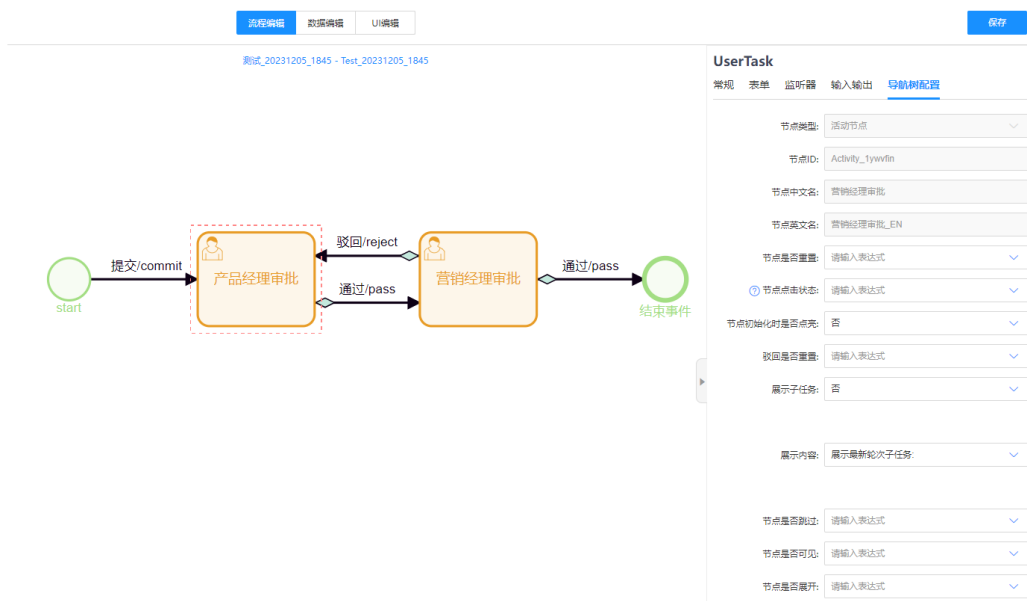 流程编辑 数据编辑 UI编辑 保存
测试_20231205_1845 - Test_20231205_1845
UserTask
常规 表单 监听器 输入输出 导航树配置
节点类型: 活动节点
节点ID: Activity_1ywvfin
节点中文名: 营销经理审批
节点英文名: 营销经理审批_EN
节点是否重置: 请输入表达式
? 节点点击状态: 请输入表达式
节点初始化时是否点亮: 否
驳回是否重置: 请输入表达式
展示子任务: 否
展示内容: 展示最新轮次子任务:
节点是否跳过: 请输入表达式
节点是否可见: 请输入表达式
节点是否展开: 请输入表达式
start
提交/commit
产品经理审批
驳回/reject
通过/pass
营销经理审批
通过/pass
结束事件